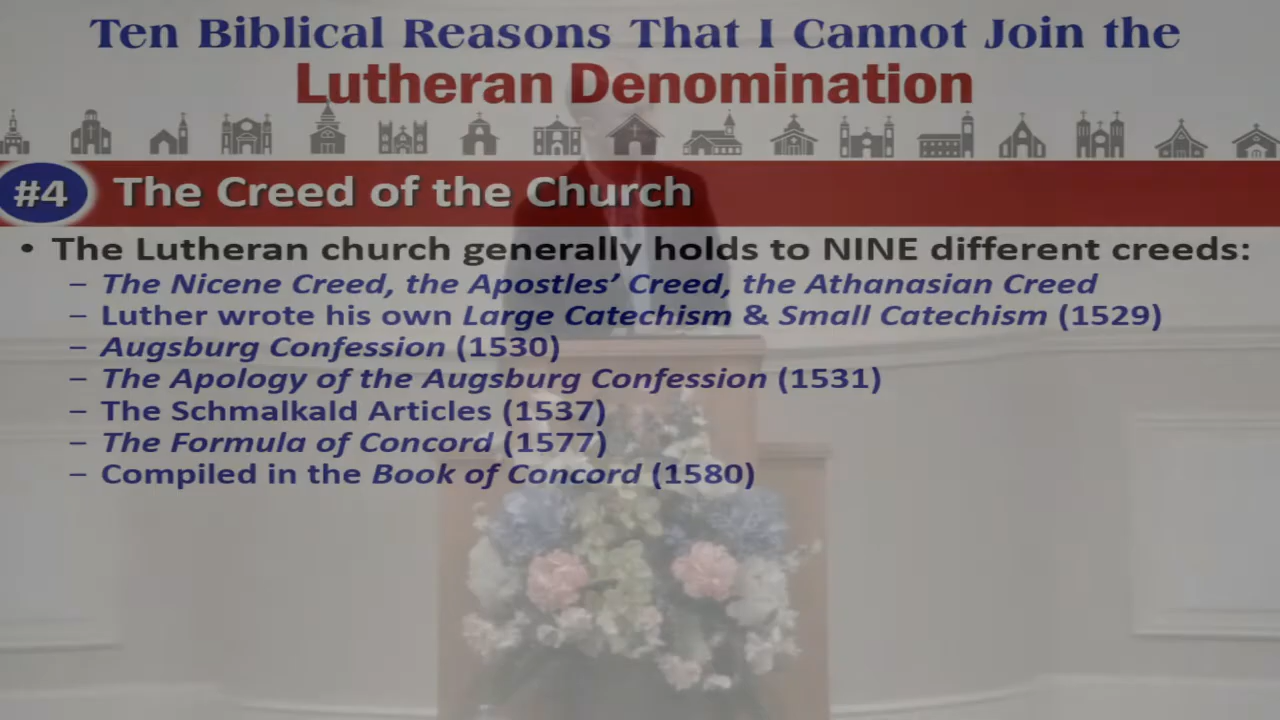 Ten Biblical Reasons That I Cannot Join the
Lutheran Denomination
#4 The Creed of the Church
• The Lutheran church generally holds to NINE different creeds:
– The Nicene Creed, the Apostles’ Creed, the Athanasian Creed
– Luther wrote his own Large Catechism & Small Catechism (1529)
– Augsburg Confession (1530)
– The Apology of the Augsburg Confession (1531)
– The Schmalkald Articles (1537)
– The Formula of Concord (1577)
– Compiled in the Book of Concord (1580)